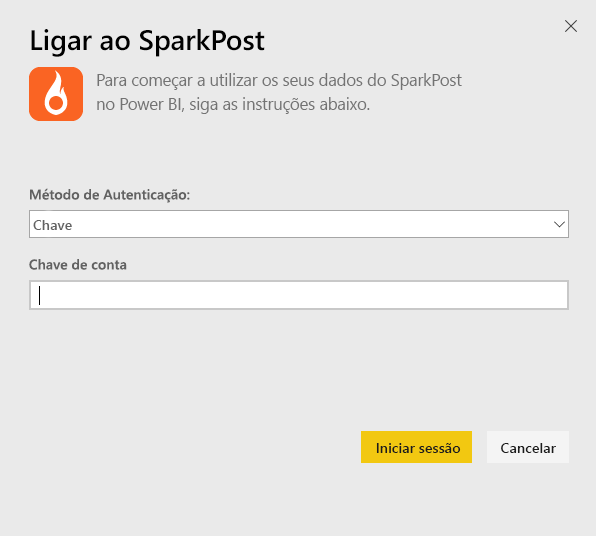 Ligar ao SparkPost
Para começar a utilizar os seus dados do SparkPost
no Power BI, siga as instruções abaixo.
Método de Autenticação:
Chave
Chave de conta
Iniciar sessão
Cancelar